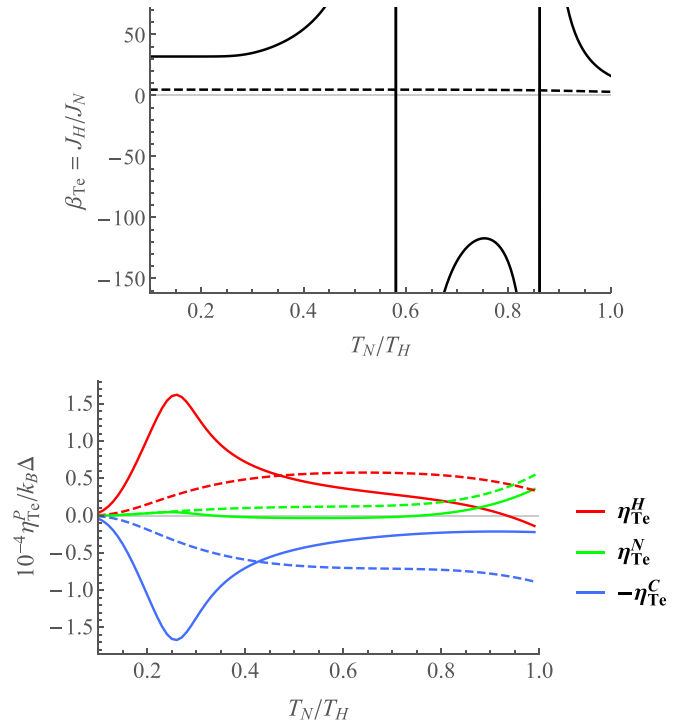 50
0
−50
−100
−150
β_Te = J_H/J_N
0.2 0.4 0.6 0.8 1.0
T_N/T_H
1.5
1.0
0.5
0.0
−0.5
−1.0
−1.5
10⁻⁴η^P_Te/k_BΔ
0.2 0.4 0.6 0.8 1.0
T_N/T_H
η^H_Te
η^N_Te
−η^C_Te